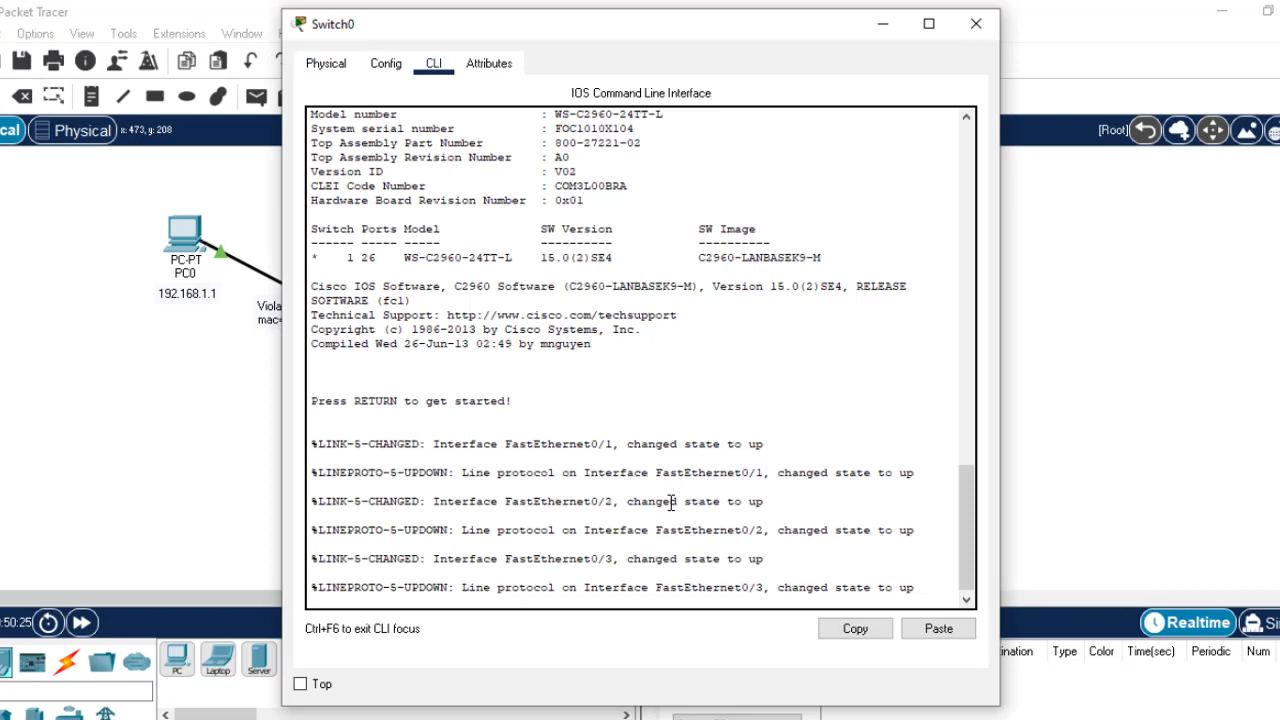 Packet Tracer
Options View Tools Extensions Window
Switch0
Physical Config CLI Attributes
IOS Command Line Interface
Physical x: 473, y: 208
[Root]
Model number : WS-C2960-24TT-L
System serial number : FOC1010X104
Top Assembly Part Number : 800-27221-02
Top Assembly Revision Number : A0
Version ID : V02
CLEI Code Number : COM3L00BRA
Hardware Board Revision Number : 0x01
Switch Ports Model SW Version SW Image
------ ----- ----- ---------- ----------
* 1 26 WS-C2960-24TT-L 15.0(2)SE4 C2960-LANBASEK9-M
Cisco IOS Software, C2960 Software (C2960-LANBASEK9-M), Version 15.0(2)SE4, RELEASE
SOFTWARE (fc1)
Technical Support: http://www.cisco.com/techsupport
Copyright (c) 1986-2013 by Cisco Systems, Inc.
Compiled Wed 26-Jun-13 02:49 by mnguyen
Press RETURN to get started!
%LINK-5-CHANGED: Interface FastEthernet0/1, changed state to up
%LINEPROTO-5-UPDOWN: Line protocol on Interface FastEthernet0/1, changed state to up
%LINK-5-CHANGED: Interface FastEthernet0/2, changed state to up
%LINEPROTO-5-UPDOWN: Line protocol on Interface FastEthernet0/2, changed state to up
%LINK-5-CHANGED: Interface FastEthernet0/3, changed state to up
%LINEPROTO-5-UPDOWN: Line protocol on Interface FastEthernet0/3, changed state to up
PC-PT
PC0
192.168.1.1
Viola
mac=
Ctrl+F6 to exit CLI focus
Copy Paste
Top
:50:25
Realtime
PC Laptop Server
ination Type Color Time(sec) Periodic Num